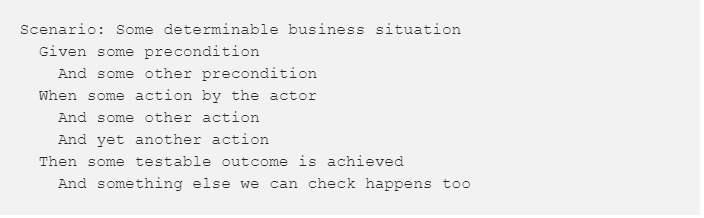 Scenario: Some determinable business situation
Given some precondition
And some other precondition
When some action by the actor
And some other action
And yet another action
Then some testable outcome is achieved
And something else we can check happens too